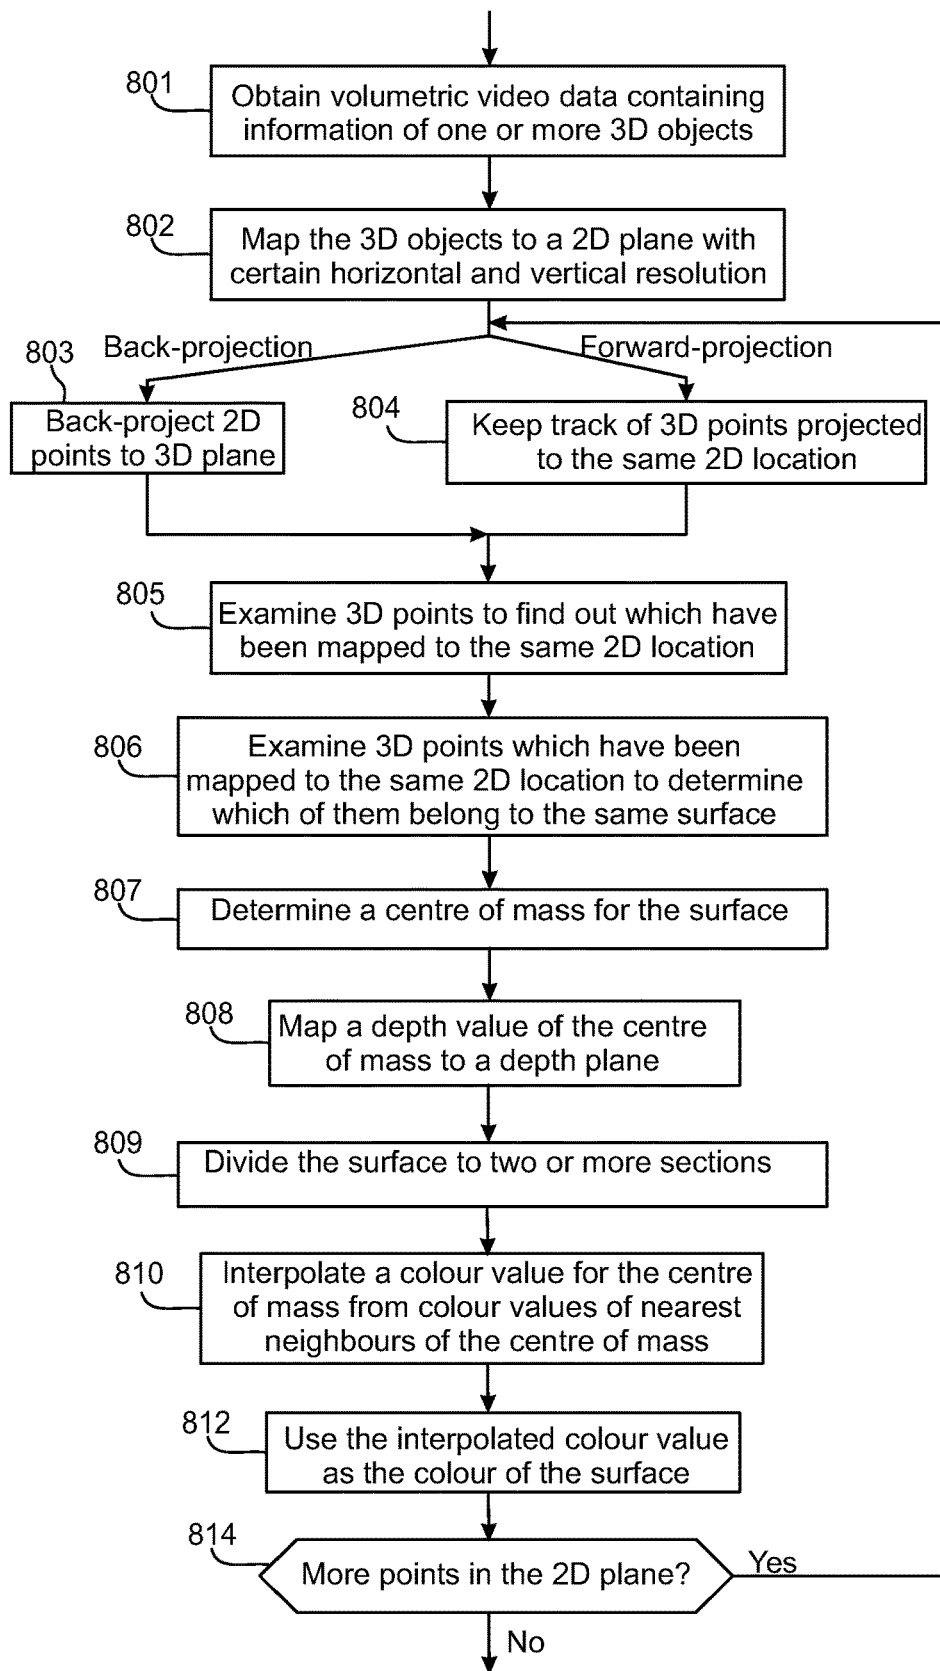 801
Obtain volumetric video data containing
information of one or more 3D objects
802
Map the 3D objects to a 2D plane with
certain horizontal and vertical resolution
Back-projection
Forward-projection
803
Back-project 2D
points to 3D plane
804
Keep track of 3D points projected
to the same 2D location
805
Examine 3D points to find out which have
been mapped to the same 2D location
806
Examine 3D points which have been
mapped to the same 2D location to determine
which of them belong to the same surface
807
Determine a centre of mass for the surface
808
Map a depth value of the centre
of mass to a depth plane
809
Divide the surface to two or more sections
810
Interpolate a colour value for the centre
of mass from colour values of nearest
neighbours of the centre of mass
812
Use the interpolated colour value
as the colour of the surface
814
More points in the 2D plane?
Yes
No